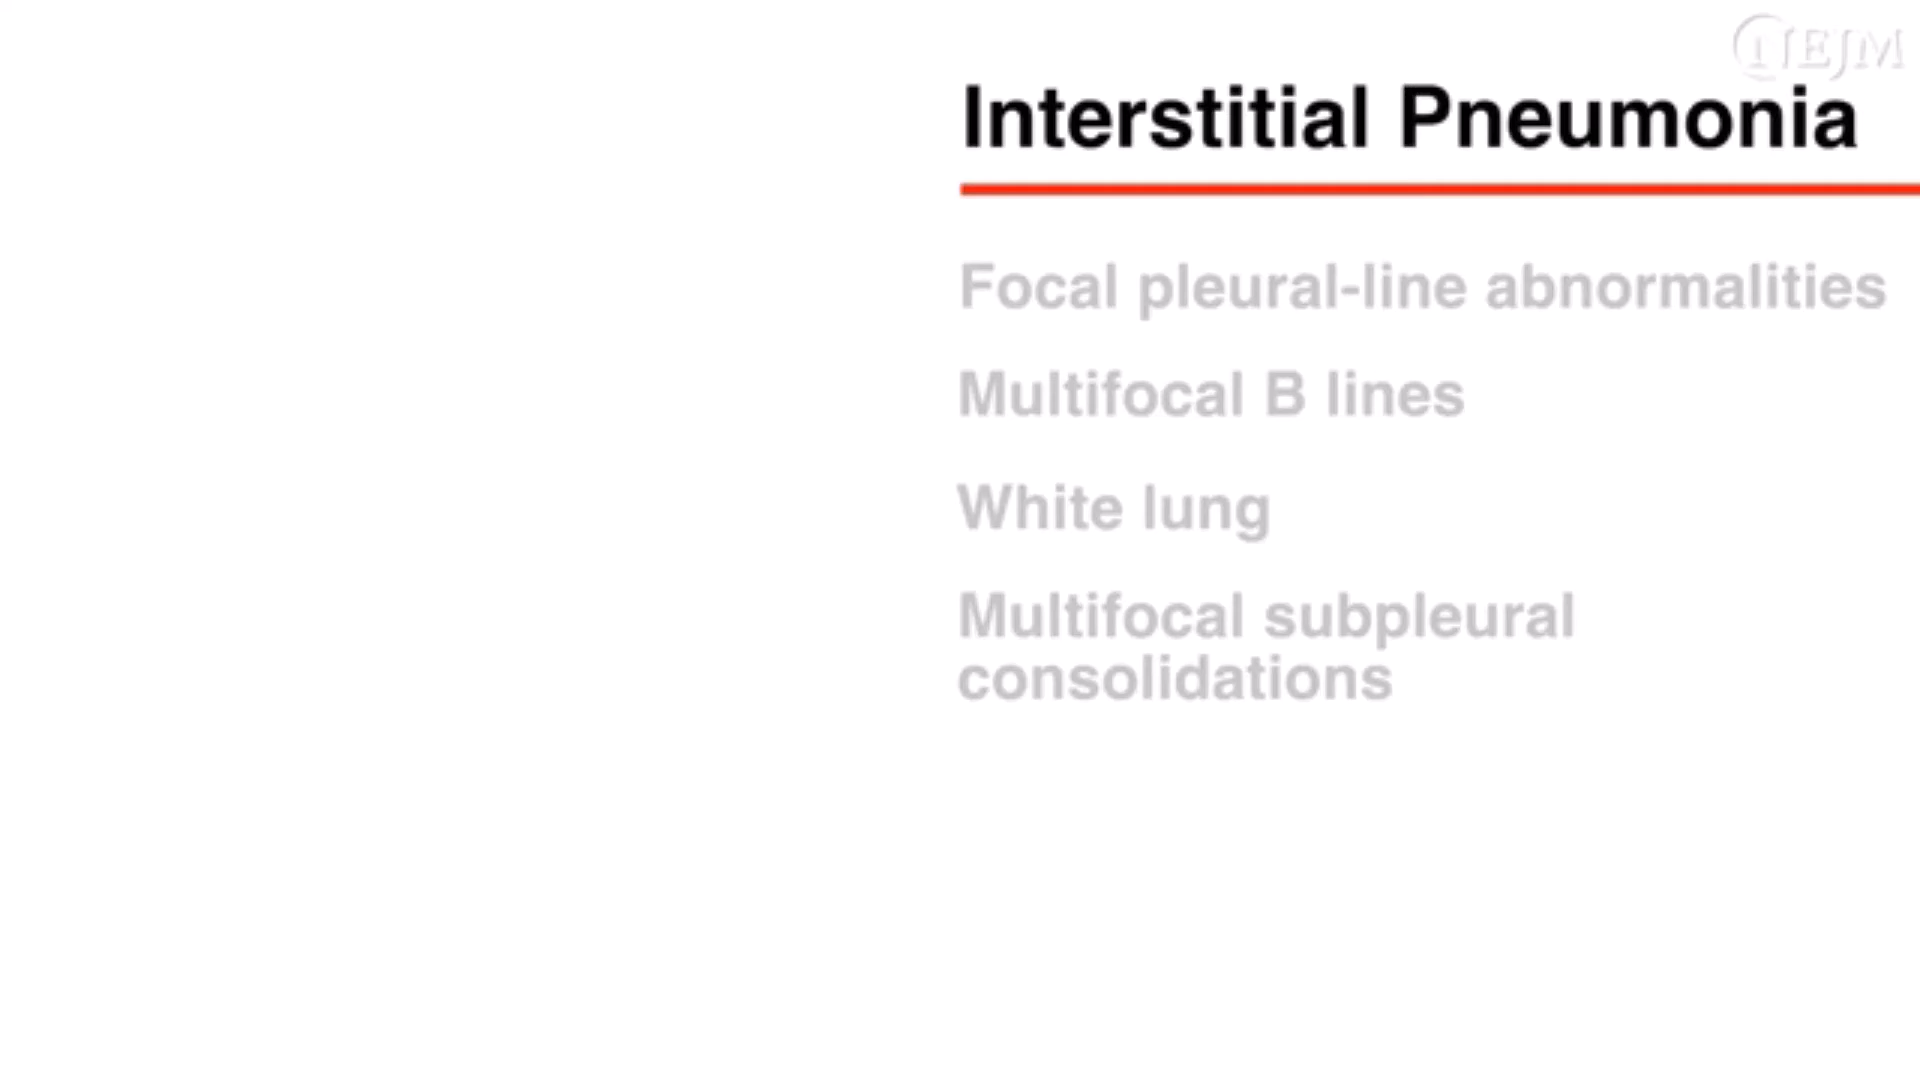 NEJM
Interstitial Pneumonia
Focal pleural-line abnormalities
Multifocal B lines
White lung
Multifocal subpleural
consolidations